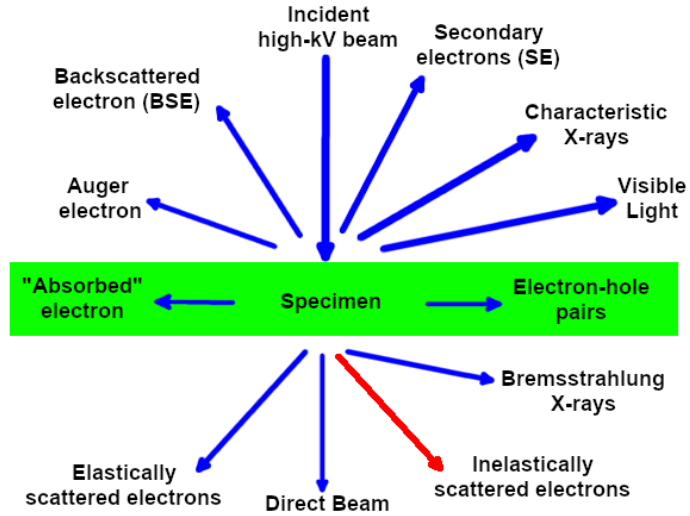 Incident
high-kV beam
Secondary
electrons (SE)
Backscattered
electron (BSE)
Characteristic
X-rays
Auger
electron
Visible
Light
"Absorbed"
electron
Specimen
Electron-hole
pairs
Bremsstrahlung
X-rays
Elastically
scattered electrons
Direct Beam
Inelastically
scattered electrons